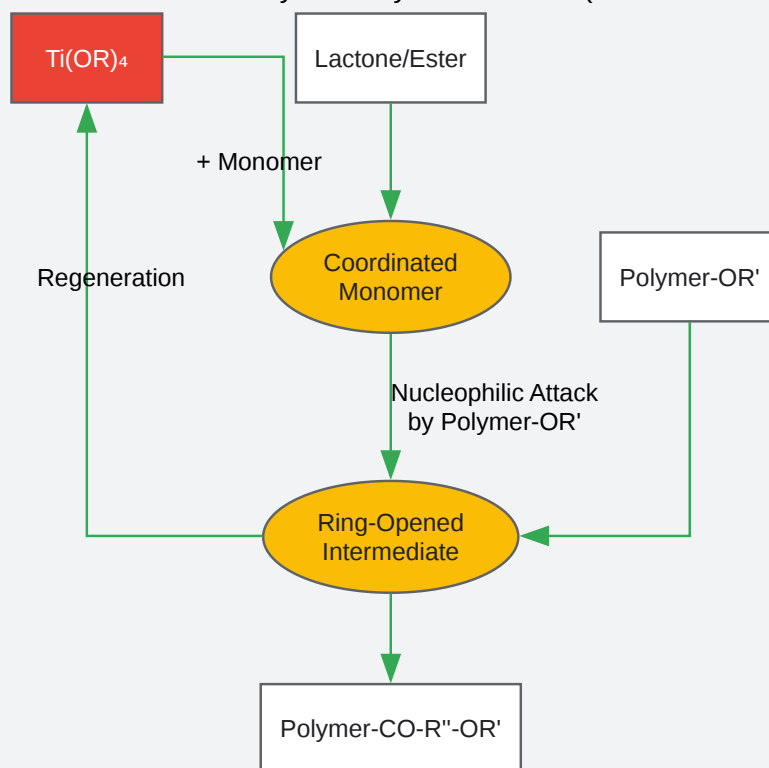 Ti(OR)₄
Lactone/Ester
+ Monomer
Coordinated
Monomer
Regeneration
Polymer-OR'
Nucleophilic Attack
by Polymer-OR'
Ring-Opened
Intermediate
Polymer-CO-R"-OR'